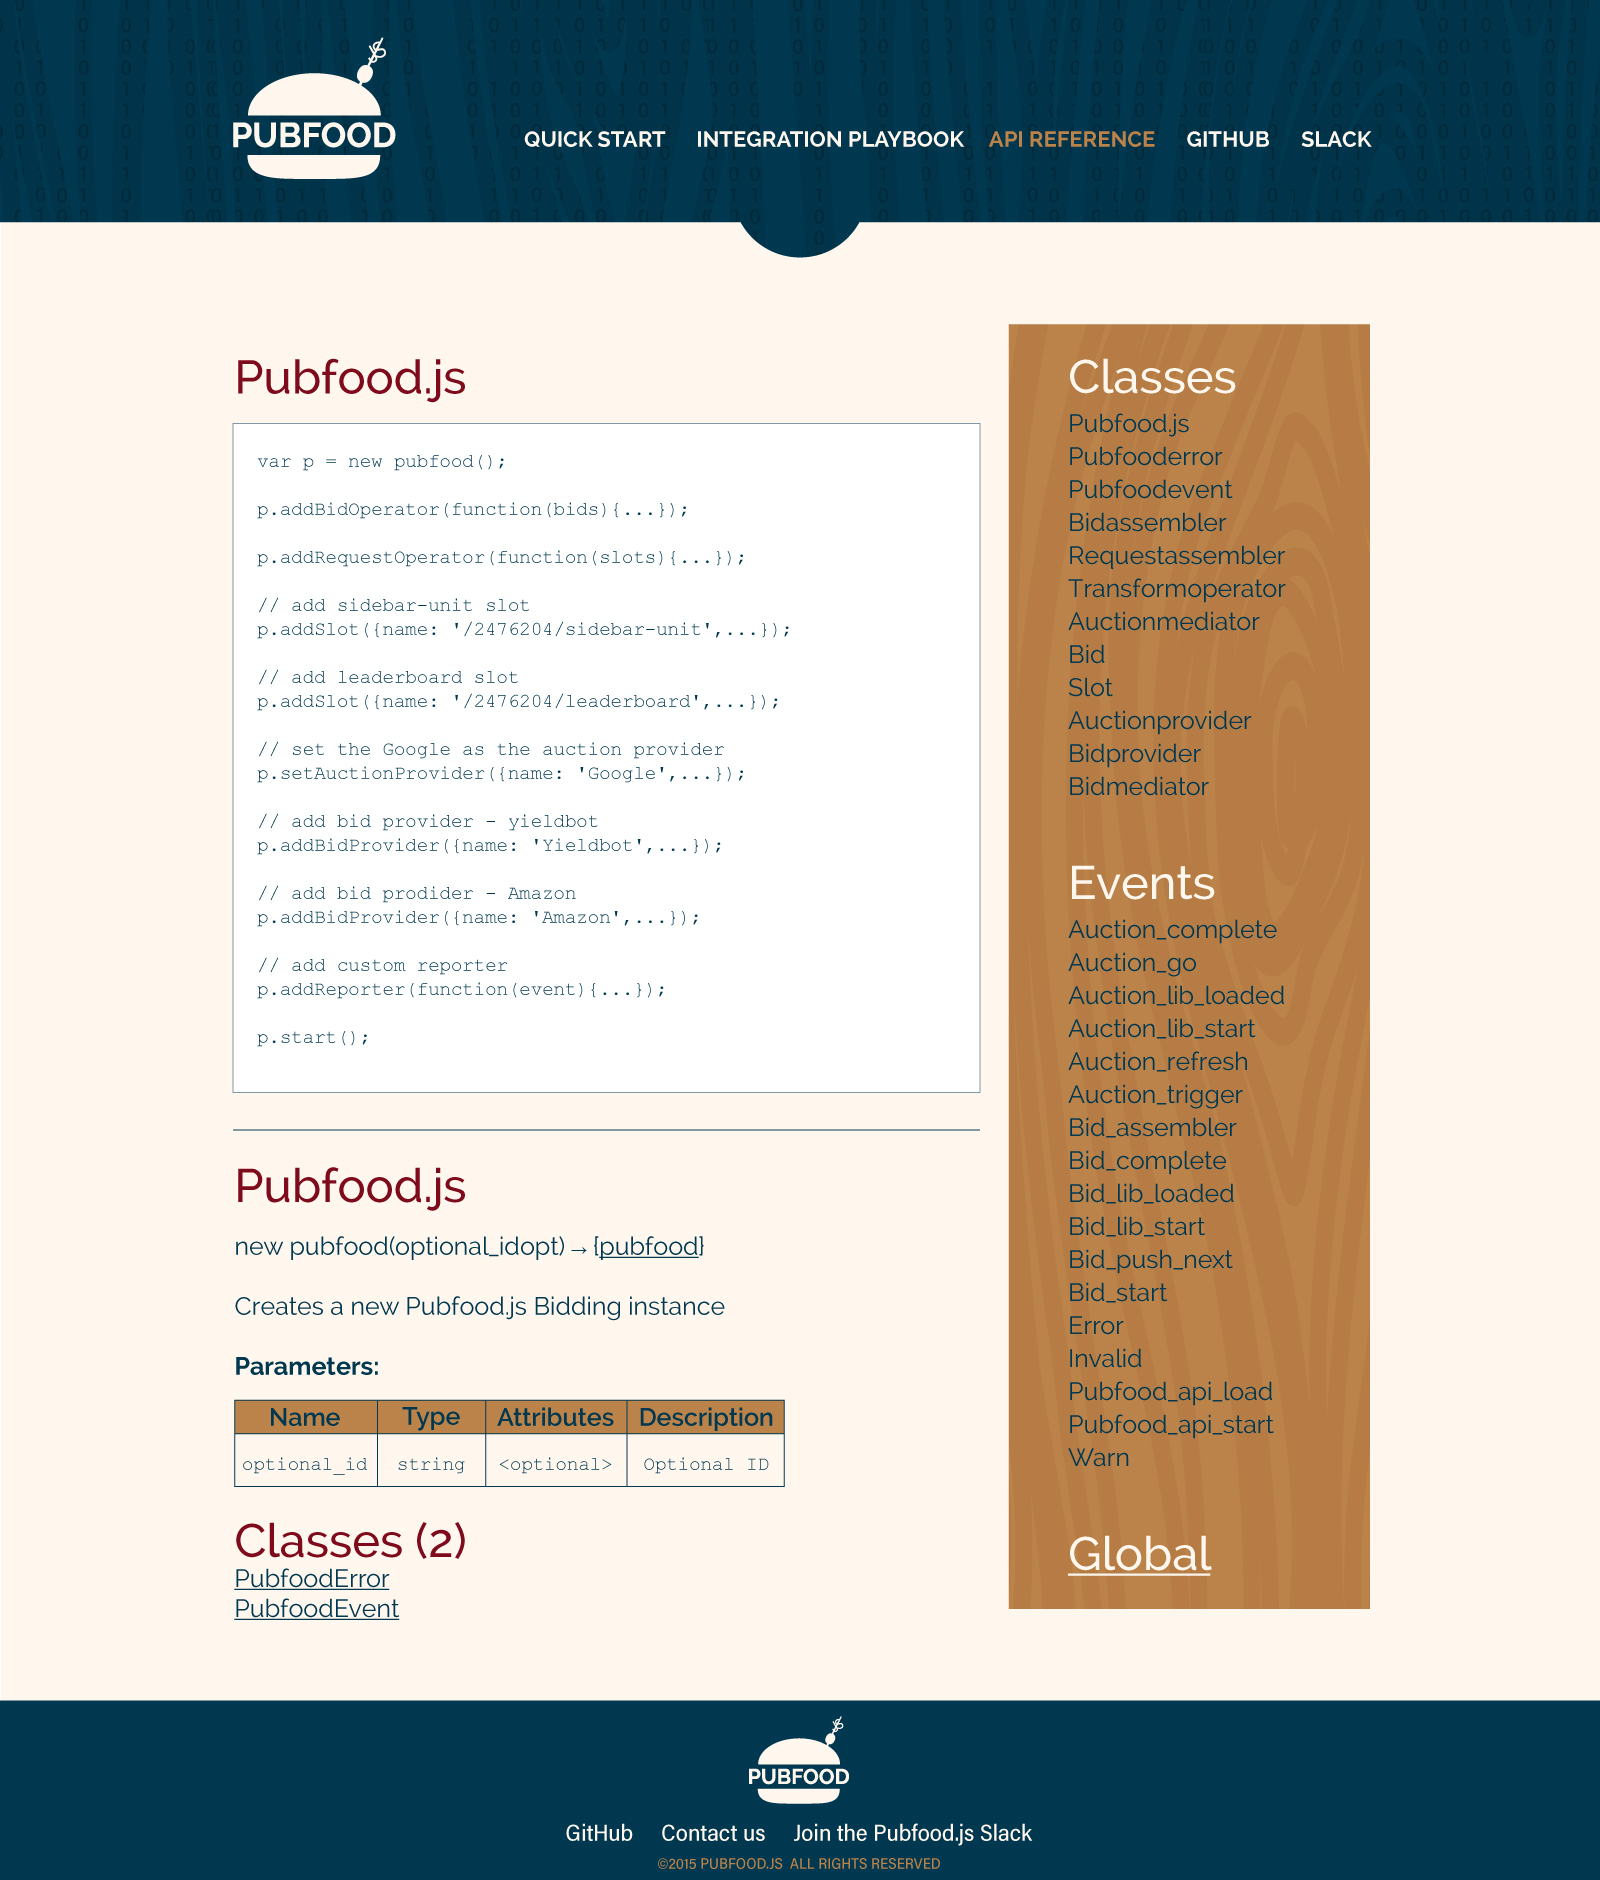 PUBFOOD
QUICK START INTEGRATION PLAYBOOK API REFERENCE GITHUB SLACK
Pubfood.js
var p = new pubfood();
p.addBidOperator(function(bids){...});
p.addRequestOperator(function(slots){...});
// add sidebar-unit slot
p.addSlot({name: '/2476204/sidebar-unit',...});
// add leaderboard slot
p.addSlot({name: '/2476204/leaderboard',...});
// set the Google as the auction provider
p.setAuctionProvider({name: 'Google',...});
// add bid provider - yieldbot
p.addBidProvider({name: 'Yieldbot',...});
// add bid prodider - Amazon
p.addBidProvider({name: 'Amazon',...});
// add custom reporter
p.addReporter(function(event){...});
p.start();
Pubfood.js
new pubfood(optional_idopt) → {pubfood}
Creates a new Pubfood.js Bidding instance
Parameters:
Name Type Attributes Description
optional_id string <optional> Optional ID
Classes (2)
PubfoodError
PubfoodEvent
Classes
Pubfood.js
Pubfooderror
Pubfoodevent
Bidassembler
Requestassembler
Transformoperator
Auctionmediator
Bid
Slot
Auctionprovider
Bidprovider
Bidmediator
Events
Auction_complete
Auction_go
Auction_lib_loaded
Auction_lib_start
Auction_refresh
Auction_trigger
Bid_assembler
Bid_complete
Bid_lib_loaded
Bid_lib_start
Bid_push_next
Bid_start
Error
Invalid
Pubfood_api_load
Pubfood_api_start
Warn
Global
PUBFOOD
GitHub Contact us Join the Pubfood.js Slack
©2015 PUBFOOD.JS ALL RIGHTS RESERVED